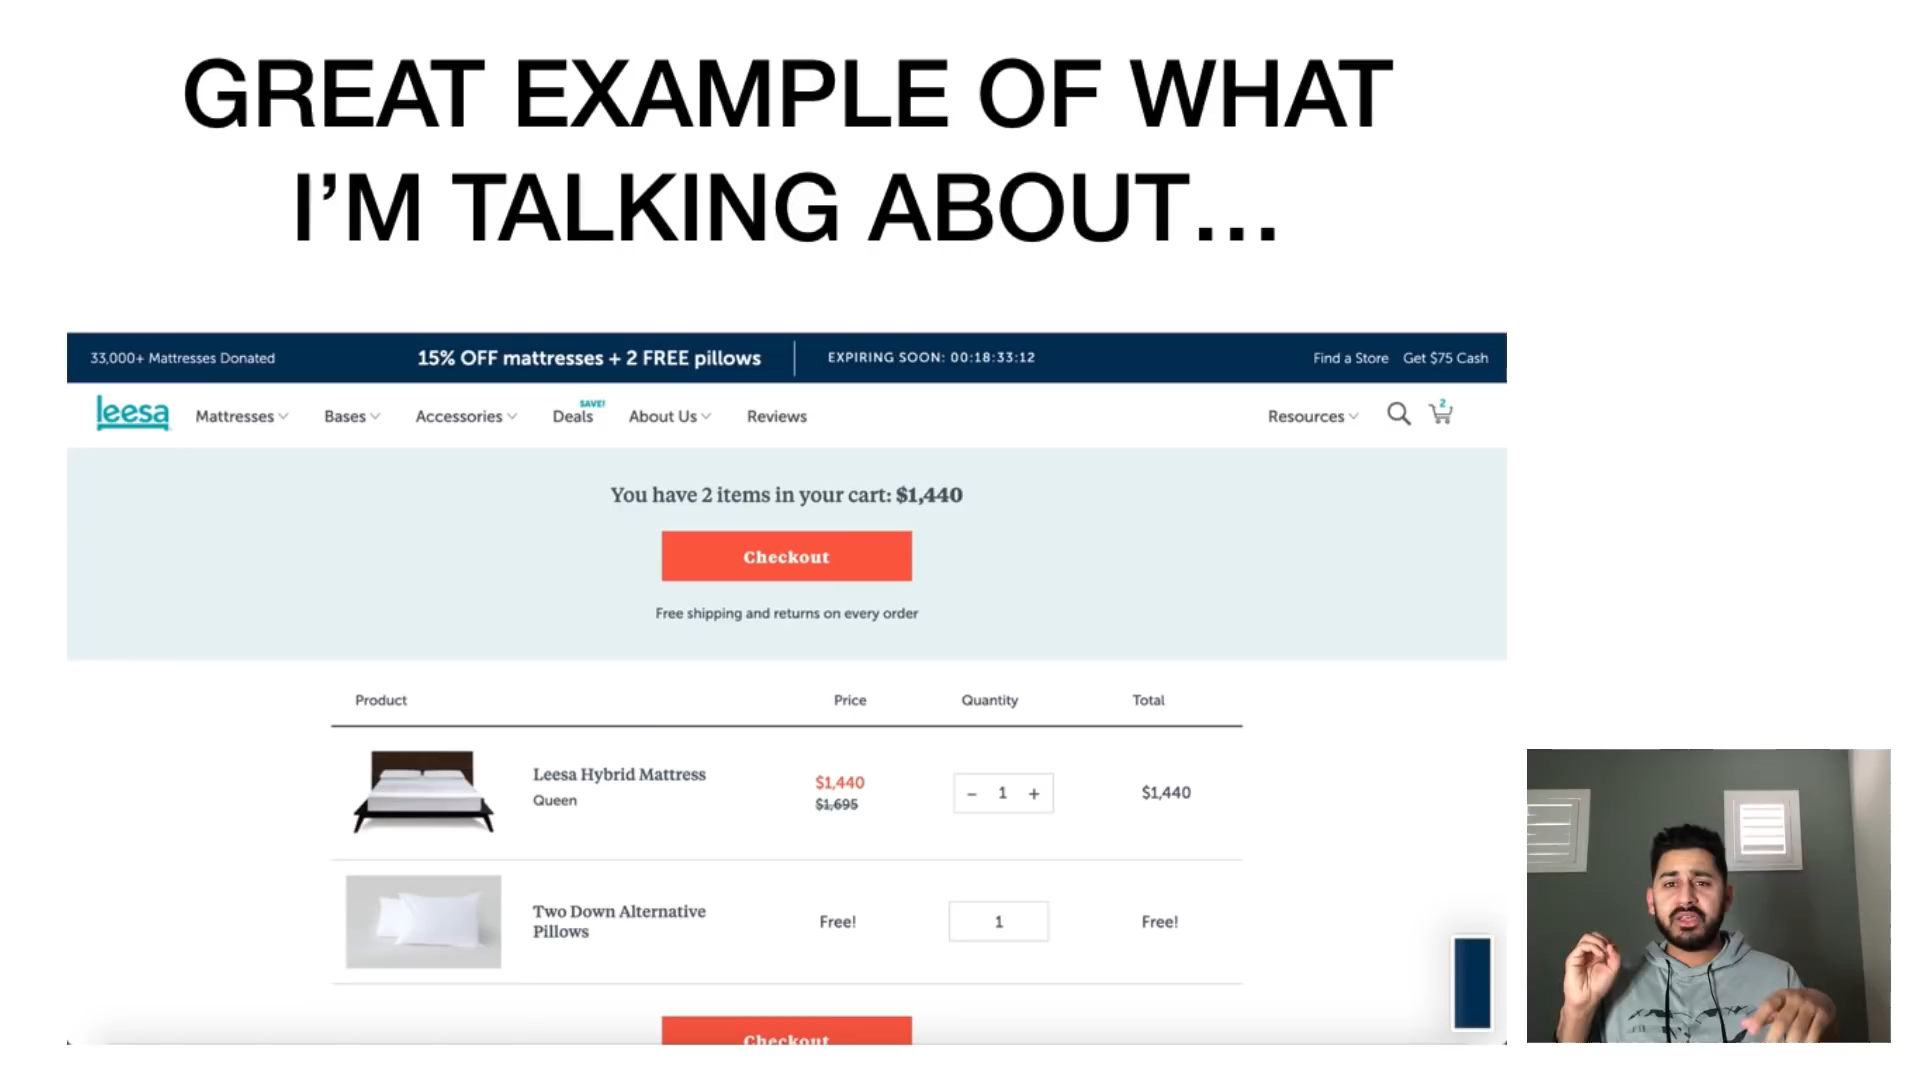 GREAT EXAMPLE OF WHAT
I’M TALKING ABOUT…
33,000+ Mattresses Donated
15% OFF mattresses + 2 FREE pillows
EXPIRING SOON: 00:18:33:12
Find a Store
Get $75 Cash
leesa
Mattresses
Bases
Accessories
Deals
SAVE!
About Us
Reviews
Resources
2
You have 2 items in your cart: $1,440
Checkout
Free shipping and returns on every order
Product
Price
Quantity
Total
Leesa Hybrid Mattress
Queen
$1,440
$1,695
− 1 +
$1,440
Two Down Alternative
Pillows
Free!
1
Free!
Checkout